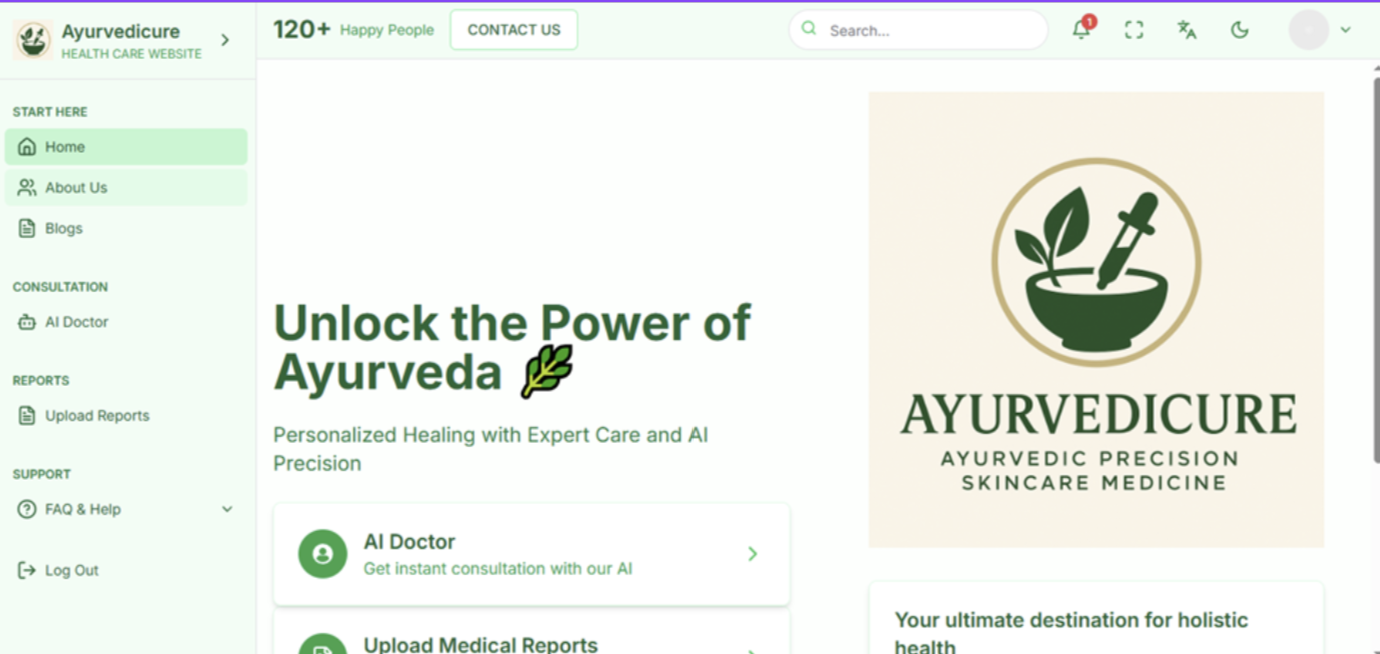 Ayurvedicure
HEALTH CARE WEBSITE
START HERE
Home
About Us
Blogs
CONSULTATION
AI Doctor
REPORTS
Upload Reports
SUPPORT
FAQ & Help
Log Out
120+ Happy People
CONTACT US
Search...
1
Unlock the Power of
Ayurveda
Personalized Healing with Expert Care and AI
Precision
AI Doctor
Get instant consultation with our AI
Upload Medical Reports
AYURVEDICURE
AYURVEDIC PRECISION
SKINCARE MEDICINE
Your ultimate destination for holistic
health